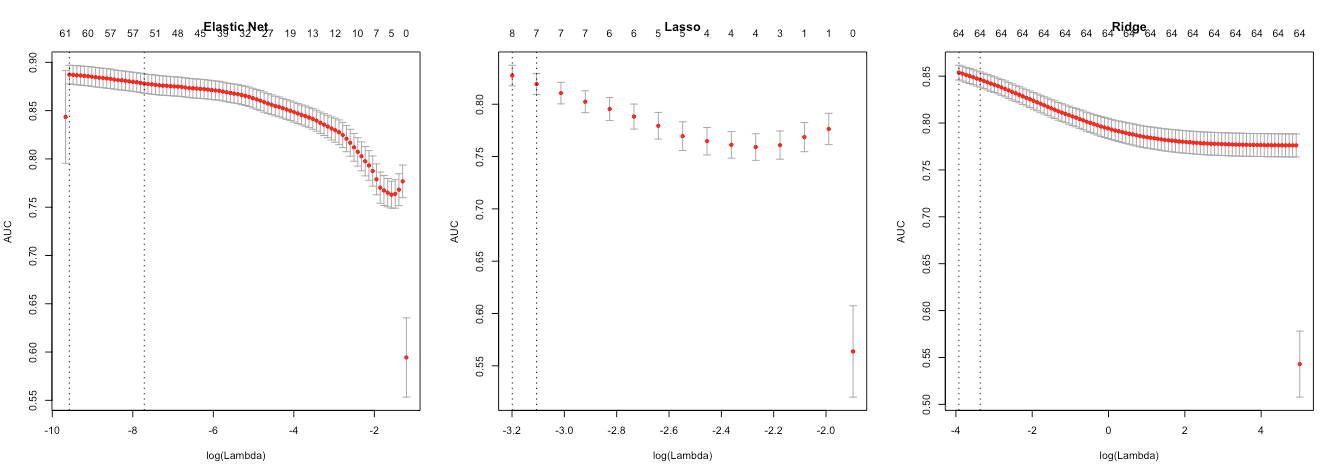 Elastic Net
61 60 57 57 51 48 45 39 32 27 19 13 12 10 7 5 0
AUC
0.90
0.85
0.80
0.75
0.70
0.65
0.60
0.55
-10 -8 -6 -4 -2
log(Lambda)
Lasso
8 7 7 7 6 6 5 5 4 4 4 3 1 1 0
AUC
0.80
0.75
0.70
0.65
0.60
0.55
-3.2 -3.0 -2.8 -2.6 -2.4 -2.2 -2.0
log(Lambda)
Ridge
64 64 64 64 64 64 64 64 64 64 64 64 64 64 64 64 64
AUC
0.85
0.80
0.75
0.70
0.65
0.60
0.55
0.50
-4 -2 0 2 4
log(Lambda)